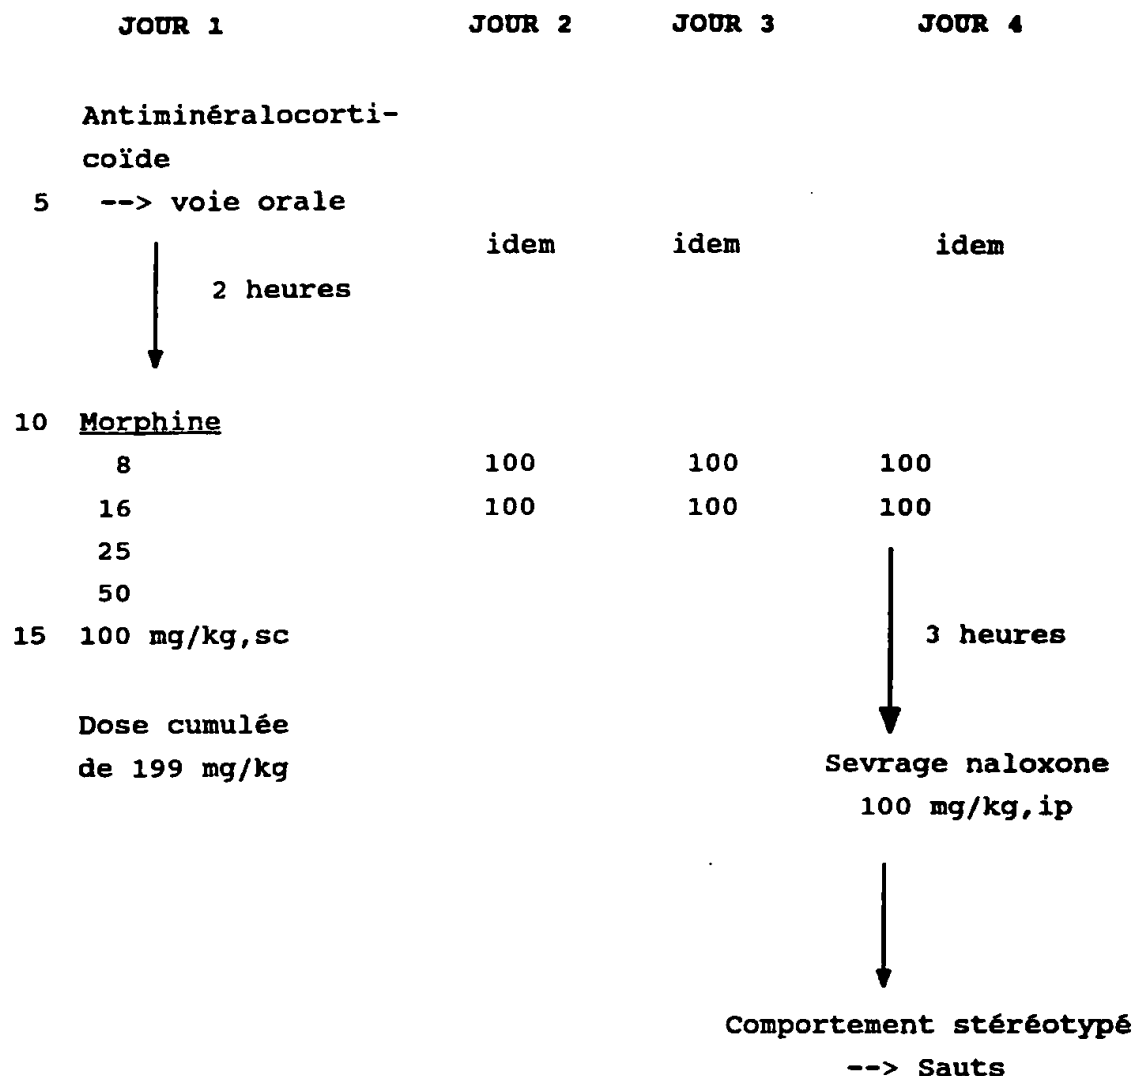 JOUR 1 JOUR 2 JOUR 3 JOUR 4
Antiminéralocorti-
coïde
5 --> voie orale
idem idem idem
2 heures
10 Morphine
8 100 100 100
16 100 100 100
25
50
15 100 mg/kg,sc 3 heures
Dose cumulée
de 199 mg/kg Sevrage naloxone
100 mg/kg,ip
Comportement stéréotypé
--> Sauts